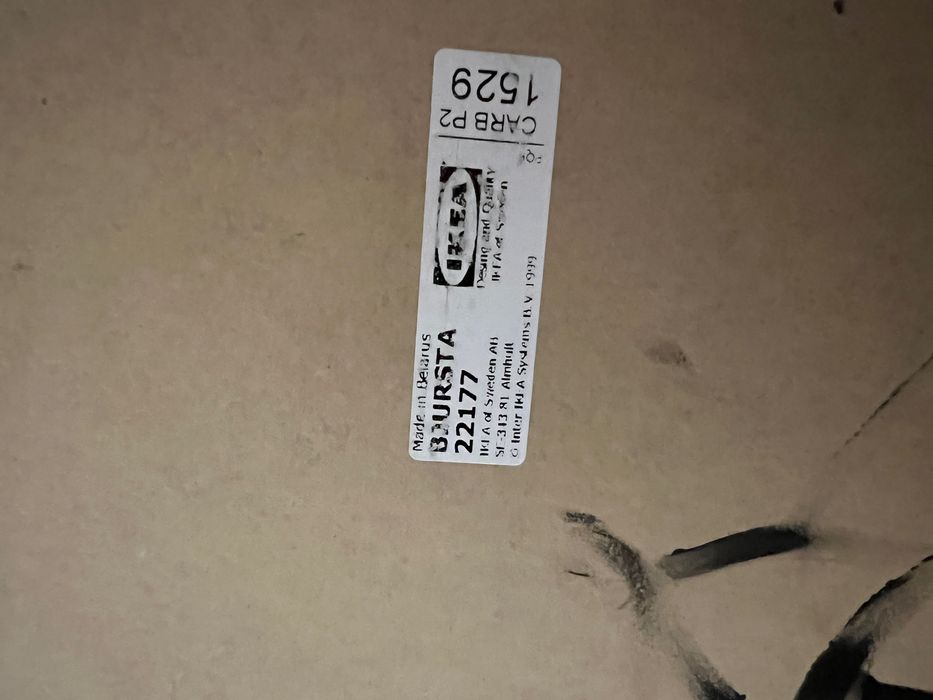 Made in Belarus
BJURSTA
22177
IKEA of Sweden AB
SE-343 81 Älmhult
© Inter IKEA Systems B.V. 1999
IKEA
Design and Quality
IKEA of Sweden
CARB P2
1529